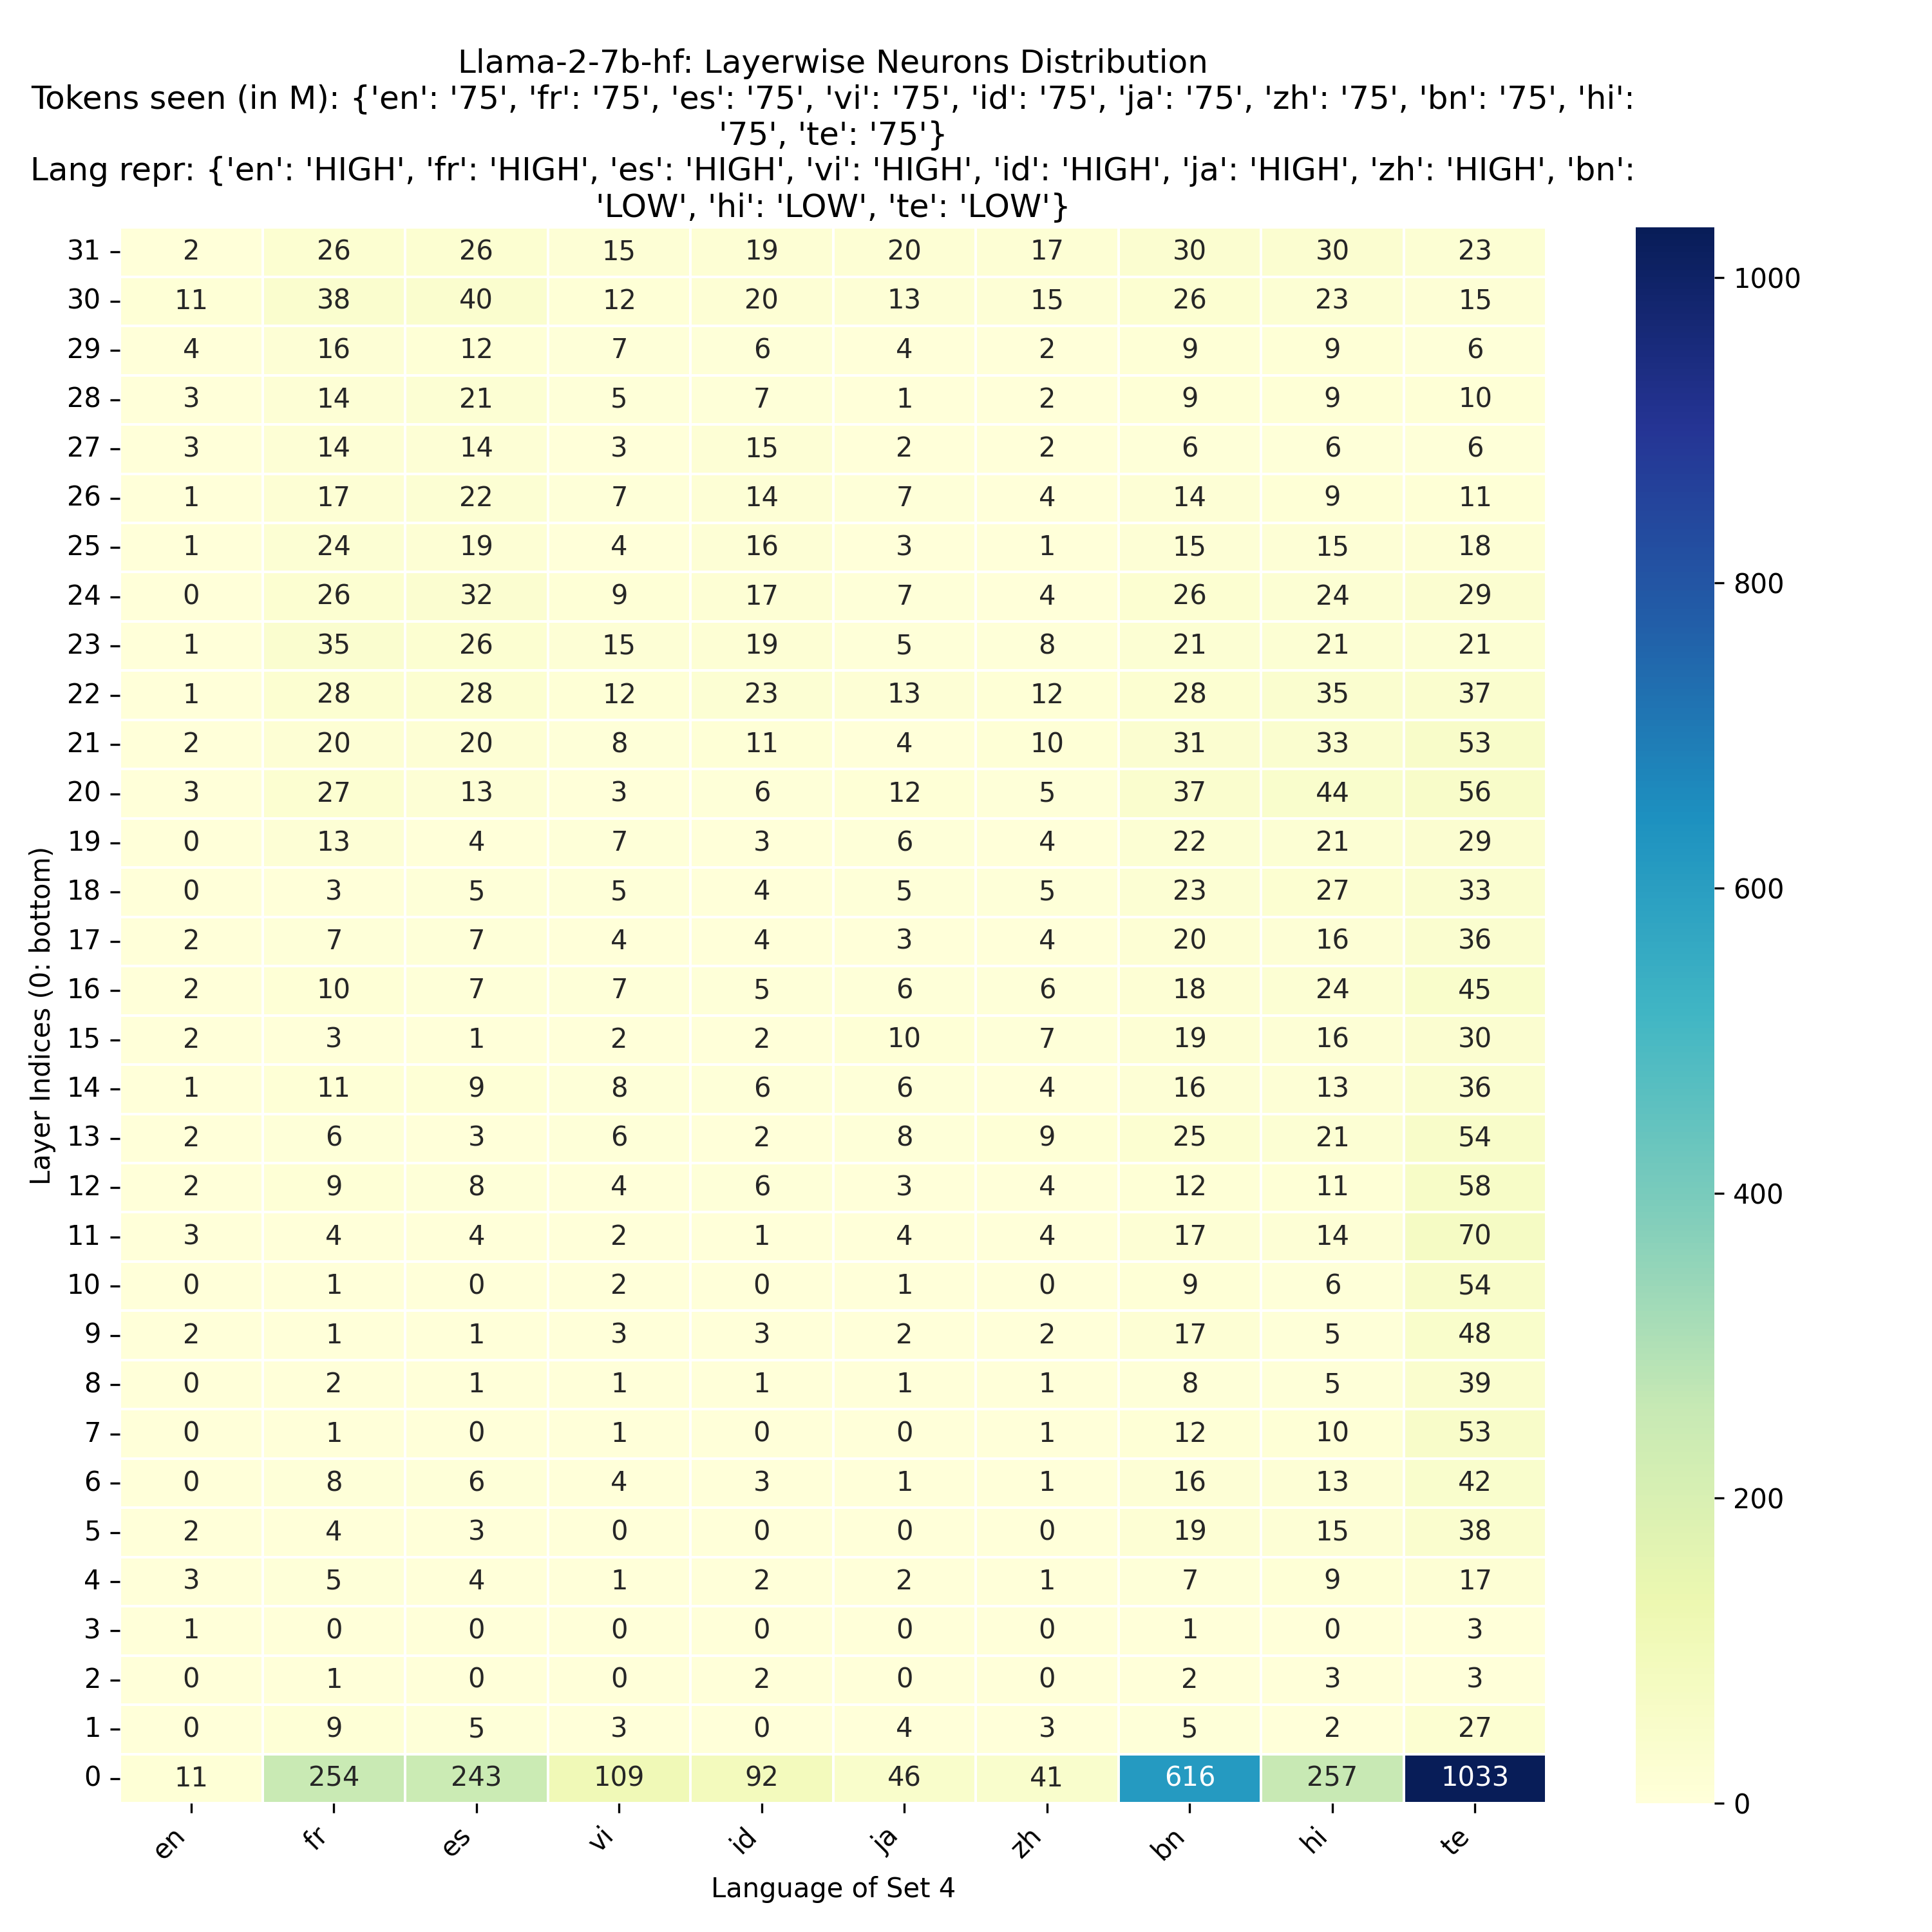 Llama-2-7b-hf: Layerwise Neurons Distribution
Tokens seen (in M): {'en': '75', 'fr': '75', 'es': '75', 'vi': '75', 'id': '75', 'ja': '75', 'zh': '75', 'bn': '75', 'hi':
'75', 'te': '75'}
Lang repr: {'en': 'HIGH', 'fr': 'HIGH', 'es': 'HIGH', 'vi': 'HIGH', 'id': 'HIGH', 'ja': 'HIGH', 'zh': 'HIGH', 'bn':
'LOW', 'hi': 'LOW', 'te': 'LOW'}
31 2 26 26 15 19 20 17 30 30 23
30 11 38 40 12 20 13 15 26 23 15
29 4 16 12 7 6 4 2 9 9 6
28 3 14 21 5 7 1 2 9 9 10
27 3 14 14 3 15 2 2 6 6 6
26 1 17 22 7 14 7 4 14 9 11
25 1 24 19 4 16 3 1 15 15 18
24 0 26 32 9 17 7 4 26 24 29
23 1 35 26 15 19 5 8 21 21 21
22 1 28 28 12 23 13 12 28 35 37
21 2 20 20 8 11 4 10 31 33 53
20 3 27 13 3 6 12 5 37 44 56
19 0 13 4 7 3 6 4 22 21 29
18 0 3 5 5 4 5 5 23 27 33
17 2 7 7 4 4 3 4 20 16 36
16 2 10 7 7 5 6 6 18 24 45
15 2 3 1 2 2 10 7 19 16 30
14 1 11 9 8 6 6 4 16 13 36
13 2 6 3 6 2 8 9 25 21 54
12 2 9 8 4 6 3 4 12 11 58
11 3 4 4 2 1 4 4 17 14 70
10 0 1 0 2 0 1 0 9 6 54
9 2 1 1 3 3 2 2 17 5 48
8 0 2 1 1 1 1 1 8 5 39
7 0 1 0 1 0 0 1 12 10 53
6 0 8 6 4 3 1 1 16 13 42
5 2 4 3 0 0 0 0 19 15 38
4 3 5 4 1 2 2 1 7 9 17
3 1 0 0 0 0 0 0 1 0 3
2 0 1 0 0 2 0 0 2 3 3
1 0 9 5 3 0 4 3 5 2 27
0 11 254 243 109 92 46 41 616 257 1033
en fr es vi id ja zh bn hi te
Language of Set 4
Layer Indices (0: bottom)
1000
800
600
400
200
0